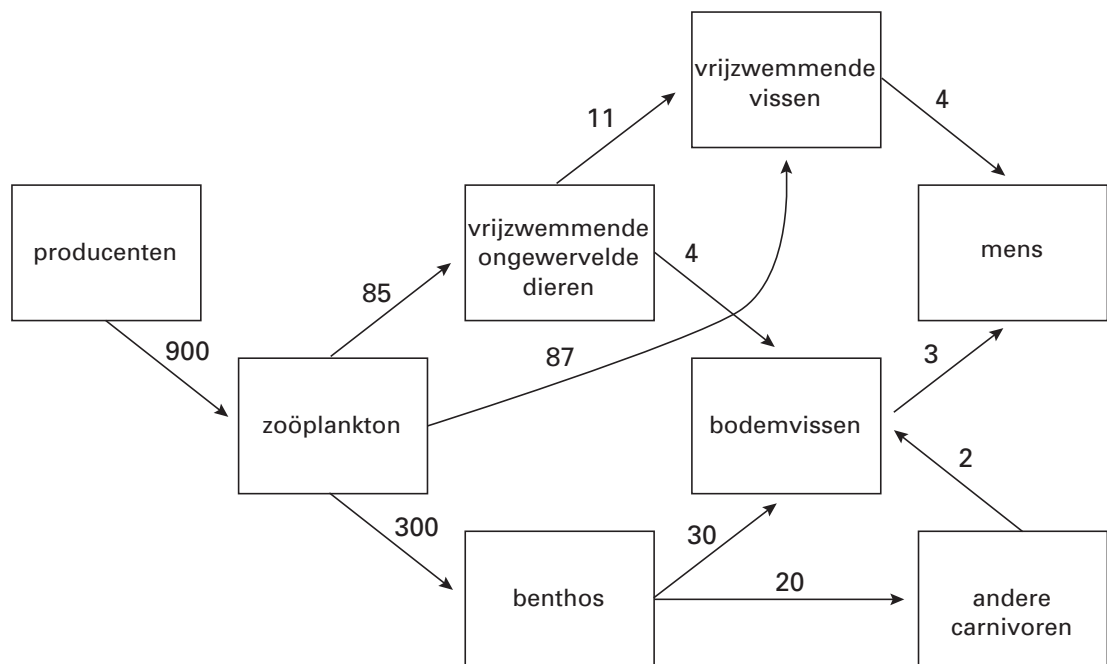 vrijzwemmende
vissen
4
11
producenten
vrijzwemmende
ongewervelde
dieren
4
mens
85
900
87
3
zoöplankton
bodemvissen
2
300
30
benthos
20
andere
carnivoren